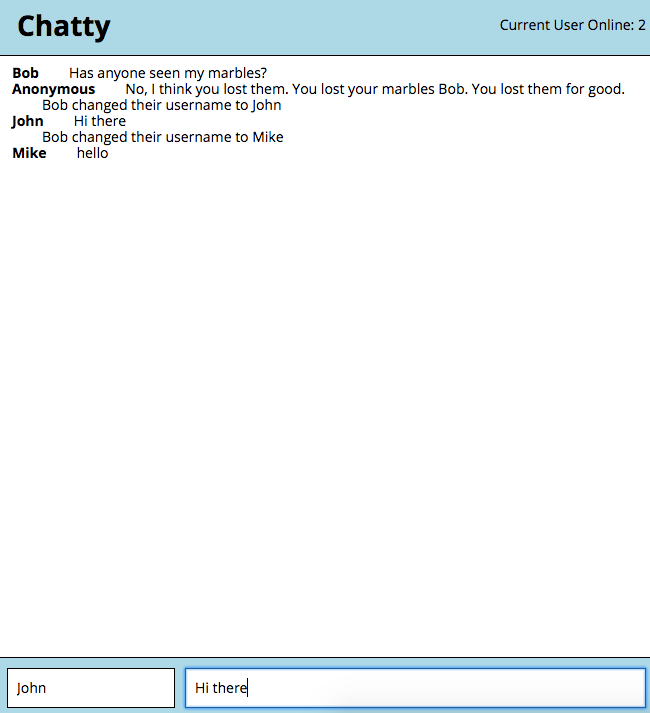 Chatty
Current User Online: 2
Bob Has anyone seen my marbles?
Anonymous No, I think you lost them. You lost your marbles Bob. You lost them for good.
Bob changed their username to John
John Hi there
Bob changed their username to Mike
Mike hello
John
Hi there